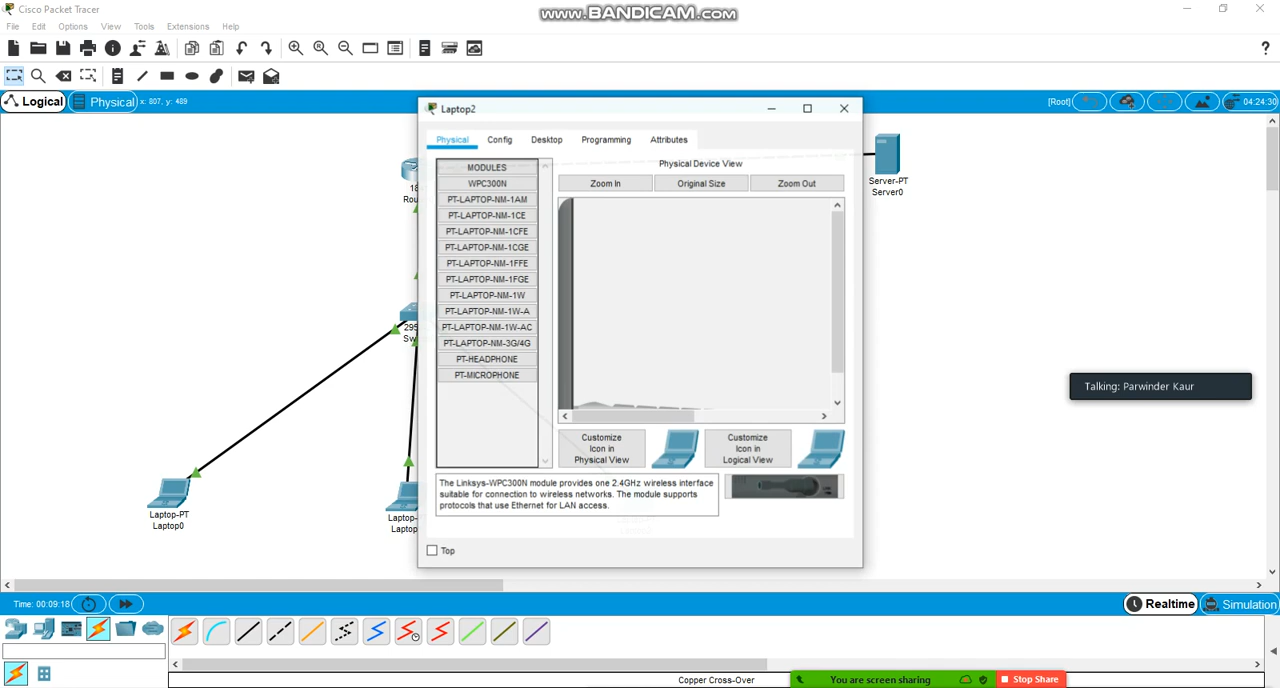 Cisco Packet Tracer
www.BANDICAM.com
File Edit Options View Tools Extensions Help
?
Logical
Physical
x: 807, y: 489
[Root]
04:24:30
Laptop2
Physical Config Desktop Programming Attributes
MODULES
WPC300N
PT-LAPTOP-NM-1AM
PT-LAPTOP-NM-1CE
PT-LAPTOP-NM-1CFE
PT-LAPTOP-NM-1CGE
PT-LAPTOP-NM-1FFE
PT-LAPTOP-NM-1FGE
PT-LAPTOP-NM-1W
PT-LAPTOP-NM-1W-A
PT-LAPTOP-NM-1W-AC
PT-LAPTOP-NM-3G/4G
PT-HEADPHONE
PT-MICROPHONE
Physical Device View
Zoom In Original Size Zoom Out
Customize
Icon in
Physical View
Customize
Icon in
Logical View
The Linksys-WPC300N module provides one 2.4GHz wireless interface
suitable for connection to wireless networks. The module supports
protocols that use Ethernet for LAN access.
Top
18
Rou
Server-PT
Server0
295
Sw
Laptop-PT
Laptop0
Laptop-
Laptop
Talking: Parwinder Kaur
Time: 00:09:18
Realtime
Simulation
Copper Cross-Over
You are screen sharing
Stop Share